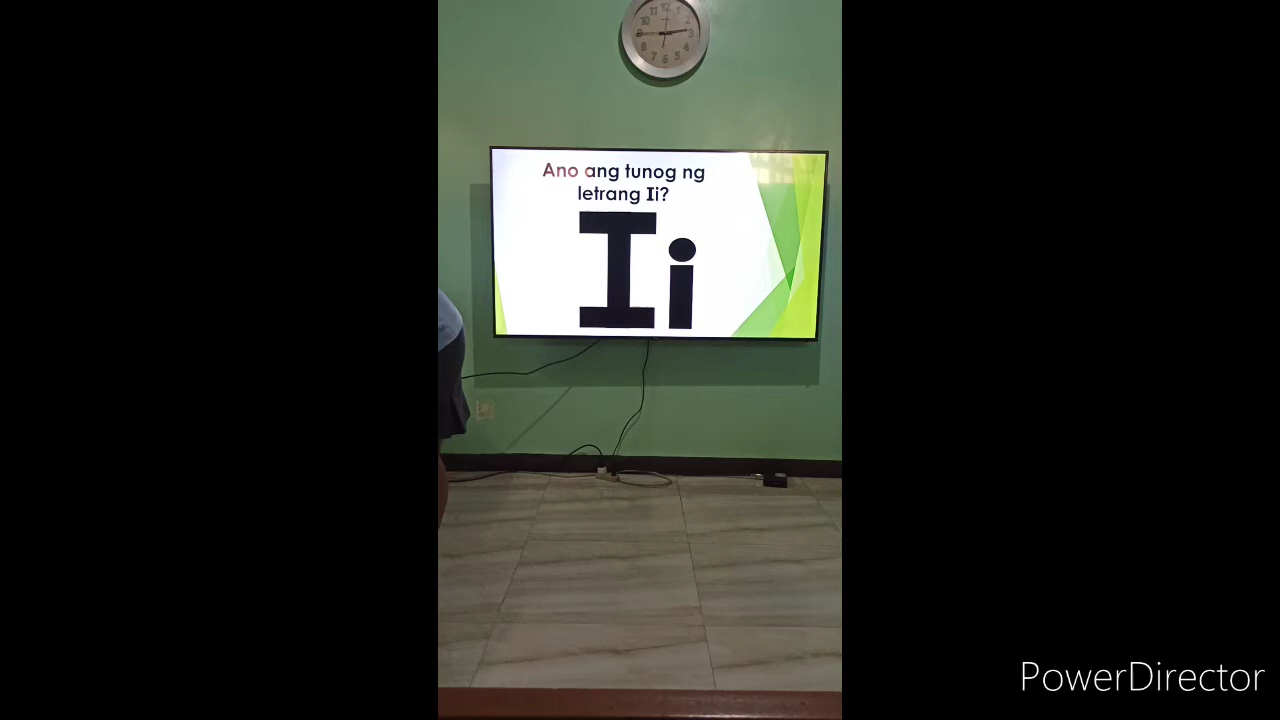 Ano ang tunog ng
letrang Ii?
Ii
PowerDirector